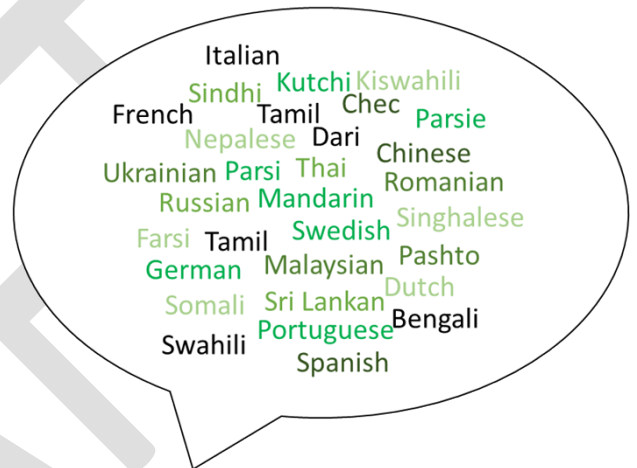 Italian
Sindhi Kutchi Kiswahili
French Tamil Chec Parsie
Nepalese Dari Chinese
Ukrainian Parsi Thai Romanian
Russian Mandarin Singhalese
Farsi Tamil Swedish Pashto
German Malaysian Dutch
Somali Sri Lankan Bengali
Swahili Portuguese
Spanish